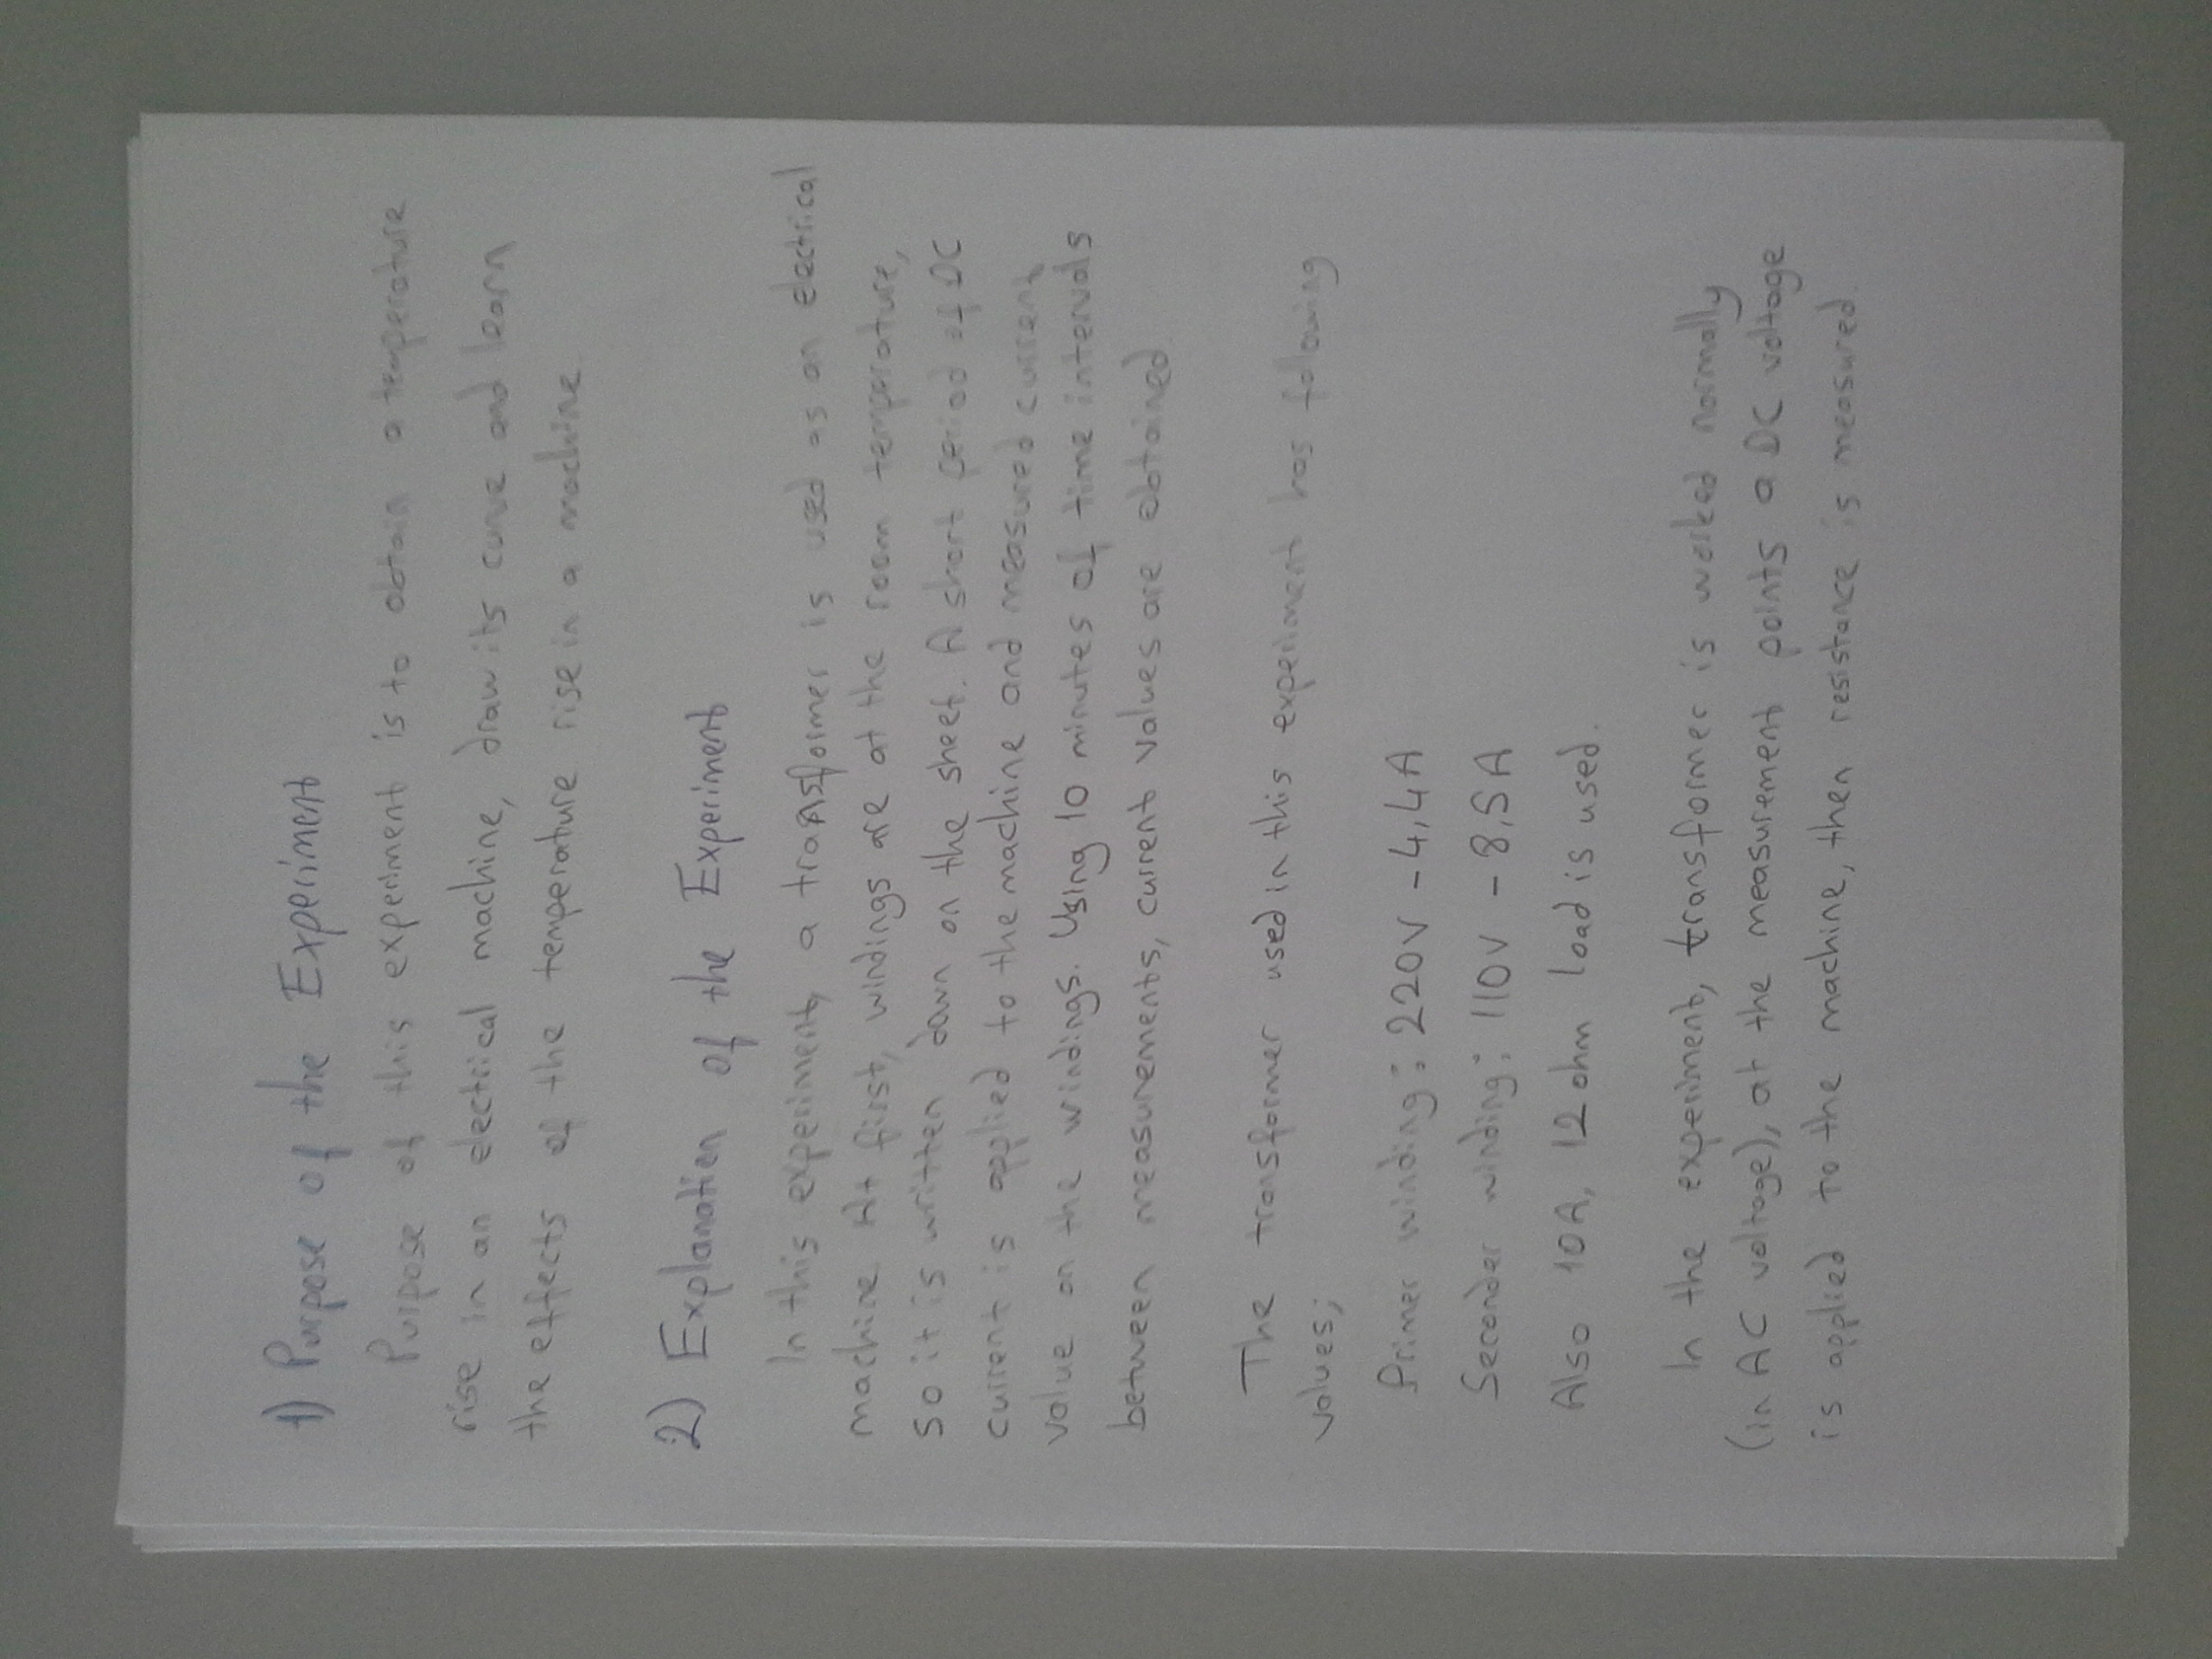 1) Purpose of the Experiment
Purpose of this experiment is to obtain a temperature
rise in an electrical machine, draw its curve and learn
the effects of the temperature rise in a machine.
2) Explanation of the Experiment
In this experiment, a transformer is used as an electrical
machine. At first, windings are at the room temperature,
so it is written down on the sheet. A short period of DC
current is applied to the machine and measured current
value on the windings. Using 10 minutes of time intervals
between measurements, current values are obtained.
The transformer used in this experiment has following
values;
Primer winding: 220V - 4,4A
Seconder winding: 110V - 8,5A
Also 10A, 12 ohm load is used.
In the experiment, transformer is worked normally
(in AC voltage), at the measurement points a DC voltage
is applied to the machine, then resistance is measured.